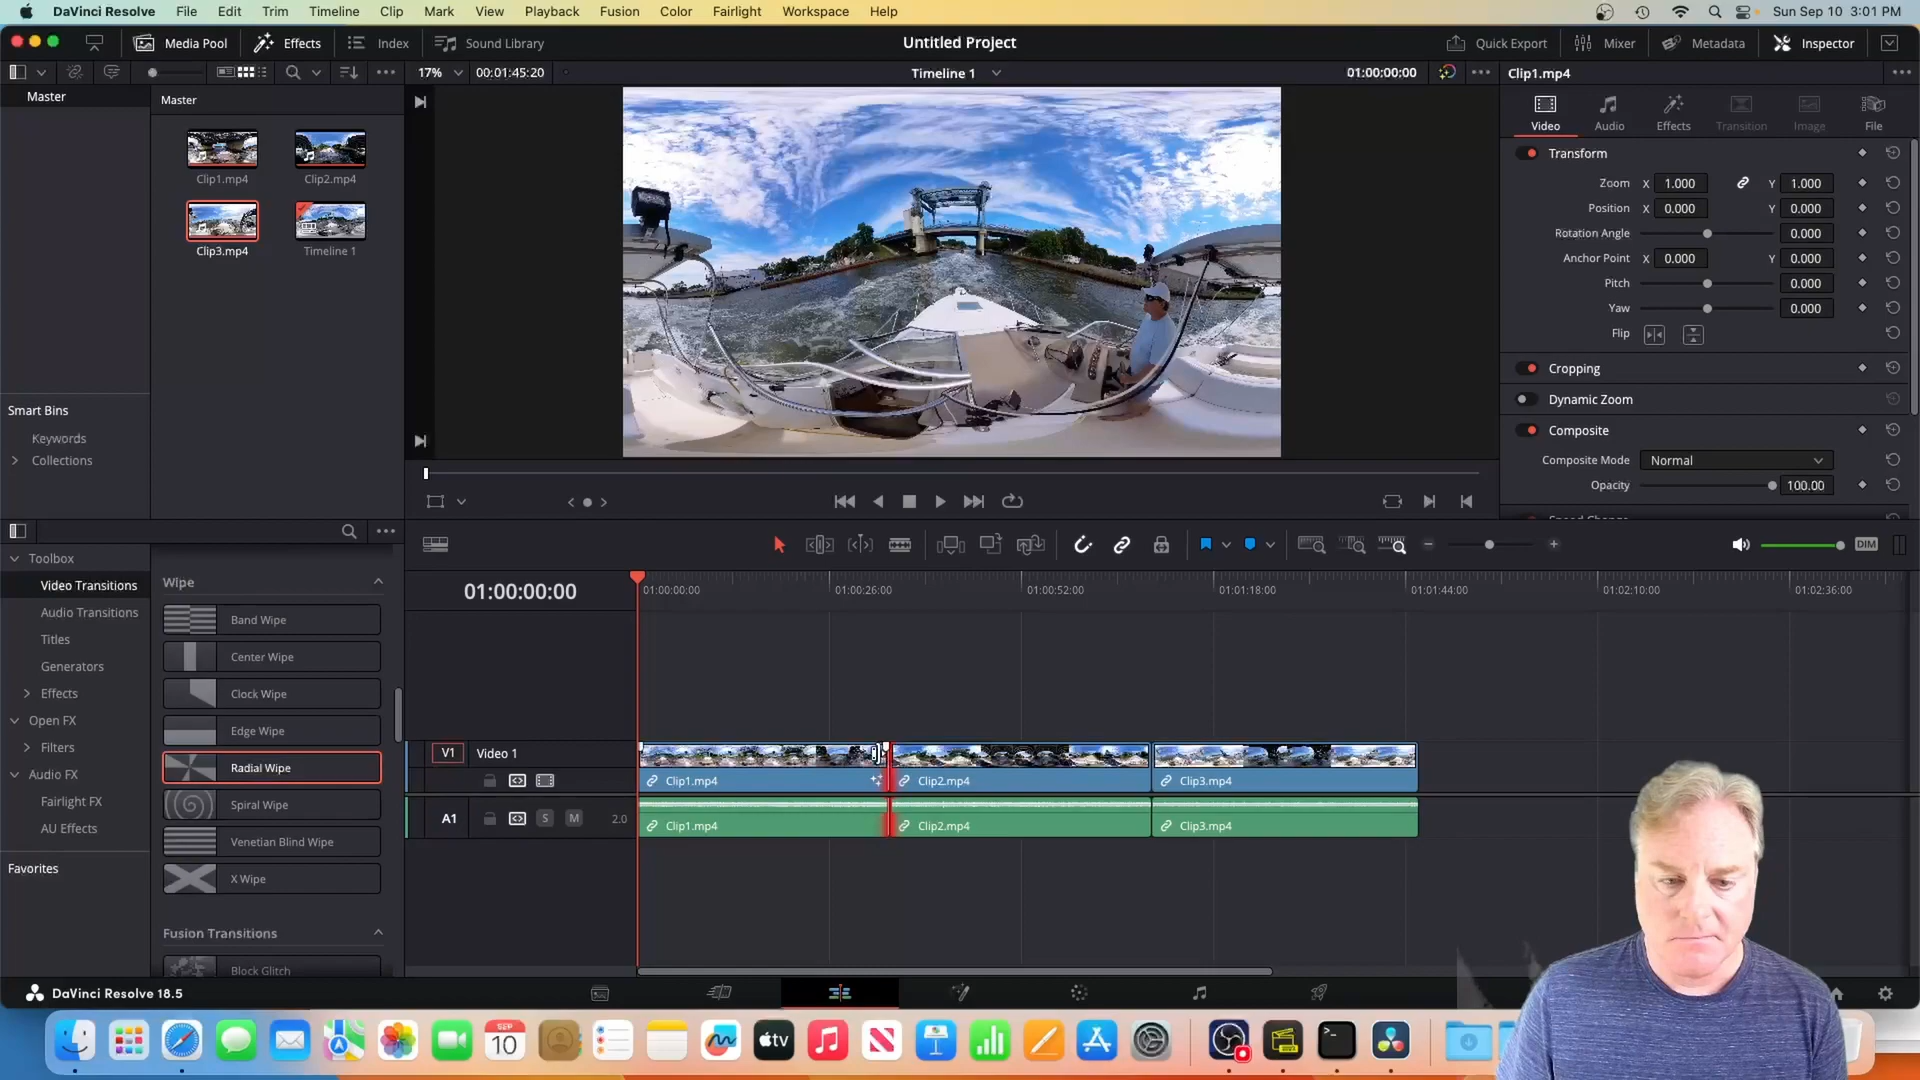 DaVinci Resolve File Edit Trim Timeline Clip Mark View Playback Fusion Color Fairlight Workspace Help Sun Sep 10 3:01 PM
Media Pool Effects Index Sound Library Untitled Project Quick Export Mixer Metadata Inspector
17% 00:01:45:20 Timeline 1 01:00:00:00 Clip1.mp4
Master
Master
Clip1.mp4 Clip2.mp4
Clip3.mp4 Timeline 1
Smart Bins
Keywords
Collections
Video Audio Effects Transition Image File
Transform
Zoom X 1.000 Y 1.000
Position X 0.000 Y 0.000
Rotation Angle 0.000
Anchor Point X 0.000 Y 0.000
Pitch 0.000
Yaw 0.000
Flip
Cropping
Dynamic Zoom
Composite
Composite Mode Normal
Opacity 100.00
DIM
Toolbox
Video Transitions
Audio Transitions
Titles
Generators
Effects
Open FX
Filters
Audio FX
Fairlight FX
AU Effects
Favorites
Wipe
Band Wipe
Center Wipe
Clock Wipe
Edge Wipe
Radial Wipe
Spiral Wipe
Venetian Blind Wipe
X Wipe
Fusion Transitions
Block Glitch
01:00:00:00
01:00:00:00 01:00:26:00 01:00:52:00 01:01:18:00 01:01:44:00 01:02:10:00 01:02:36:00
V1 Video 1
Clip1.mp4 Clip2.mp4 Clip3.mp4
A1 S M 2.0
Clip1.mp4 Clip2.mp4 Clip3.mp4
DaVinci Resolve 18.5
SEP
10
tv